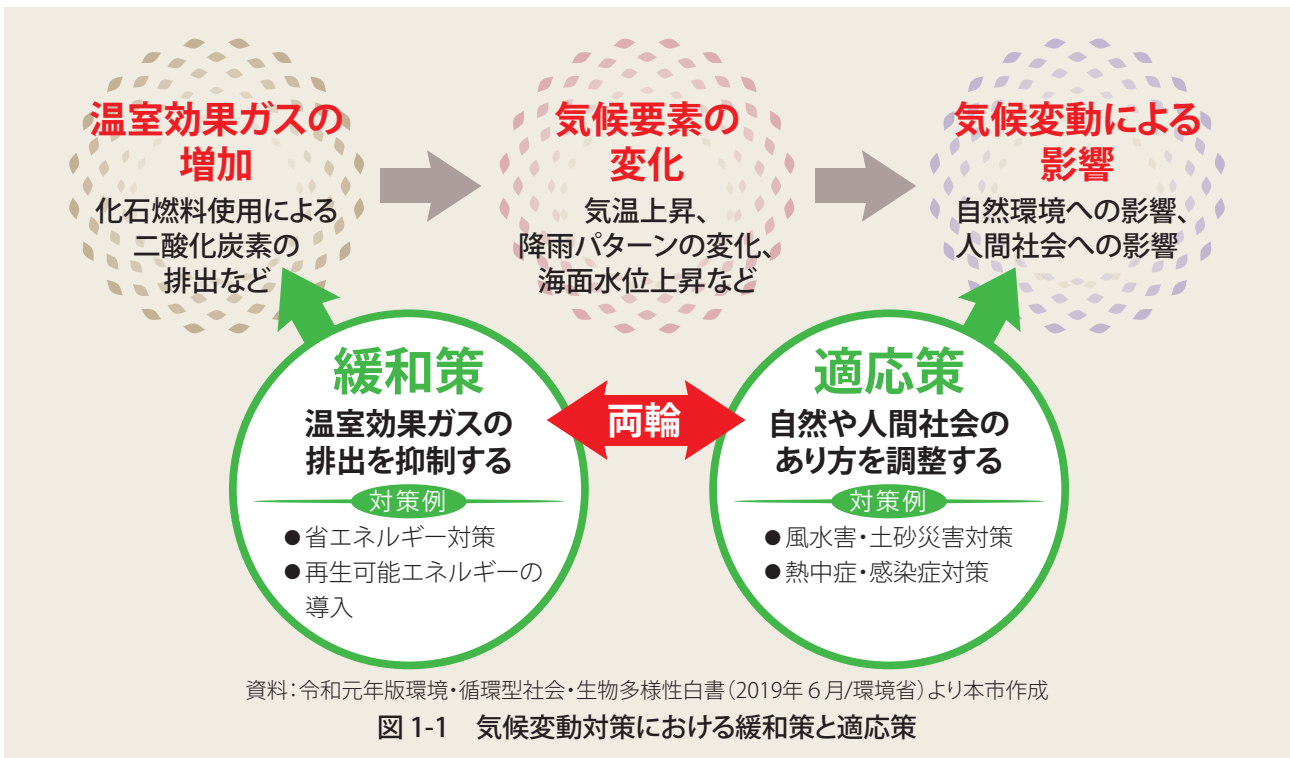 温室効果ガスの
増加
化石燃料使用による
二酸化炭素の
排出など
気候要素の
変化
気温上昇、
降雨パターンの変化、
海面水位上昇など
気候変動による
影響
自然環境への影響、
人間社会への影響
緩和策
温室効果ガスの
排出を抑制する
対策例
●省エネルギー対策
●再生可能エネルギーの
導入
両輪
適応策
自然や人間社会の
あり方を調整する
対策例
●風水害・土砂災害対策
●熱中症・感染症対策
資料：令和元年版環境・循環型社会・生物多様性白書（2019年6月/環境省）より本市作成
図 1-1　気候変動対策における緩和策と適応策